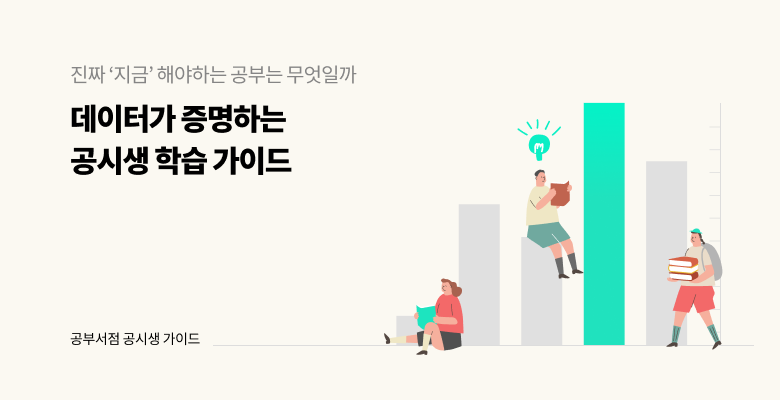 진짜 ‘지금’ 해야하는 공부는 무엇일까
데이터가 증명하는
공시생 학습 가이드
공부서점 공시생 가이드